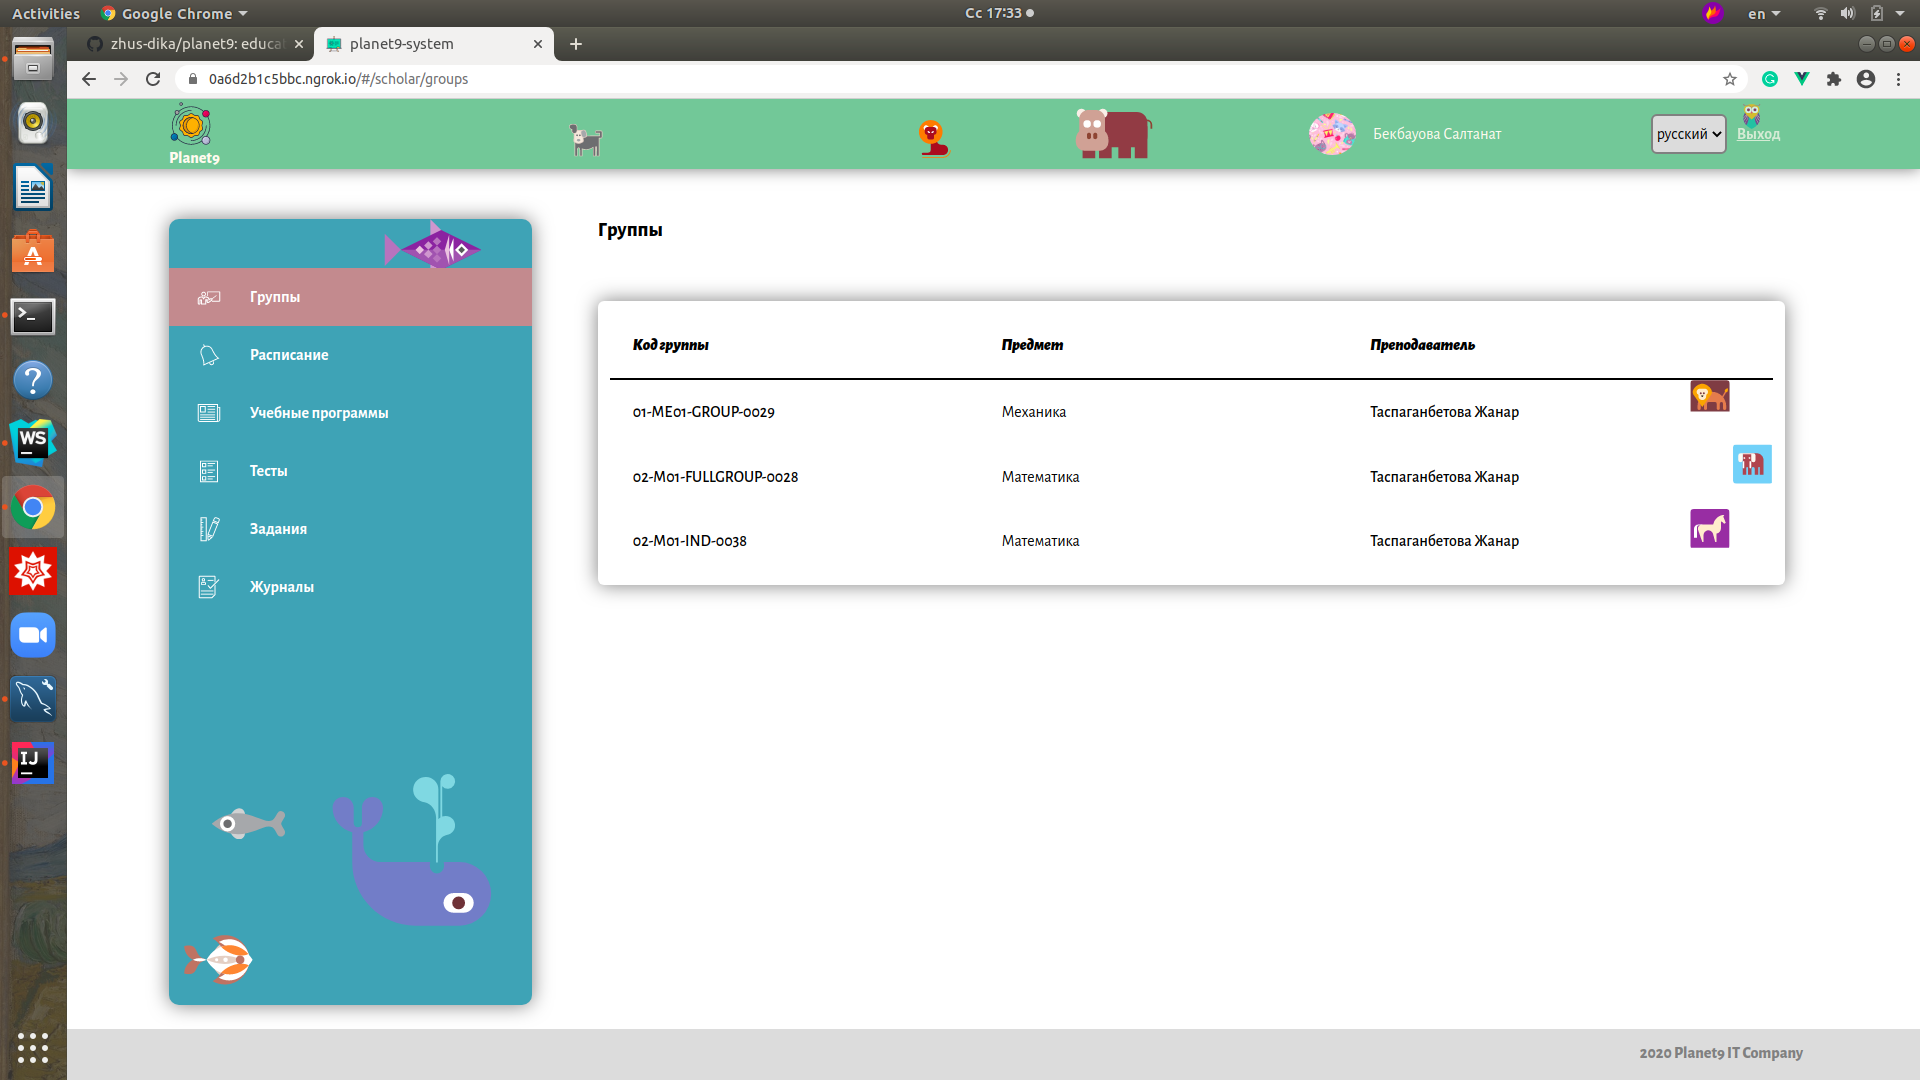 Activities
Google Chrome
Сс 17:33
en
zhus-dika/planet9: educat
planet9-system
0a6d2b1c5bbc.ngrok.io/#/scholar/groups
Planet9
Бекбауова Салтанат
русский
Выход
Группы
Расписание
Учебные программы
Тесты
Задания
Журналы
Группы
Код группы Предмет Преподаватель
01-ME01-GROUP-0029 Механика Таспаганбетова Жанар
02-M01-FULLGROUP-0028 Математика Таспаганбетова Жанар
02-M01-IND-0038 Математика Таспаганбетова Жанар
2020 Planet9 IT Company
WS
IJ